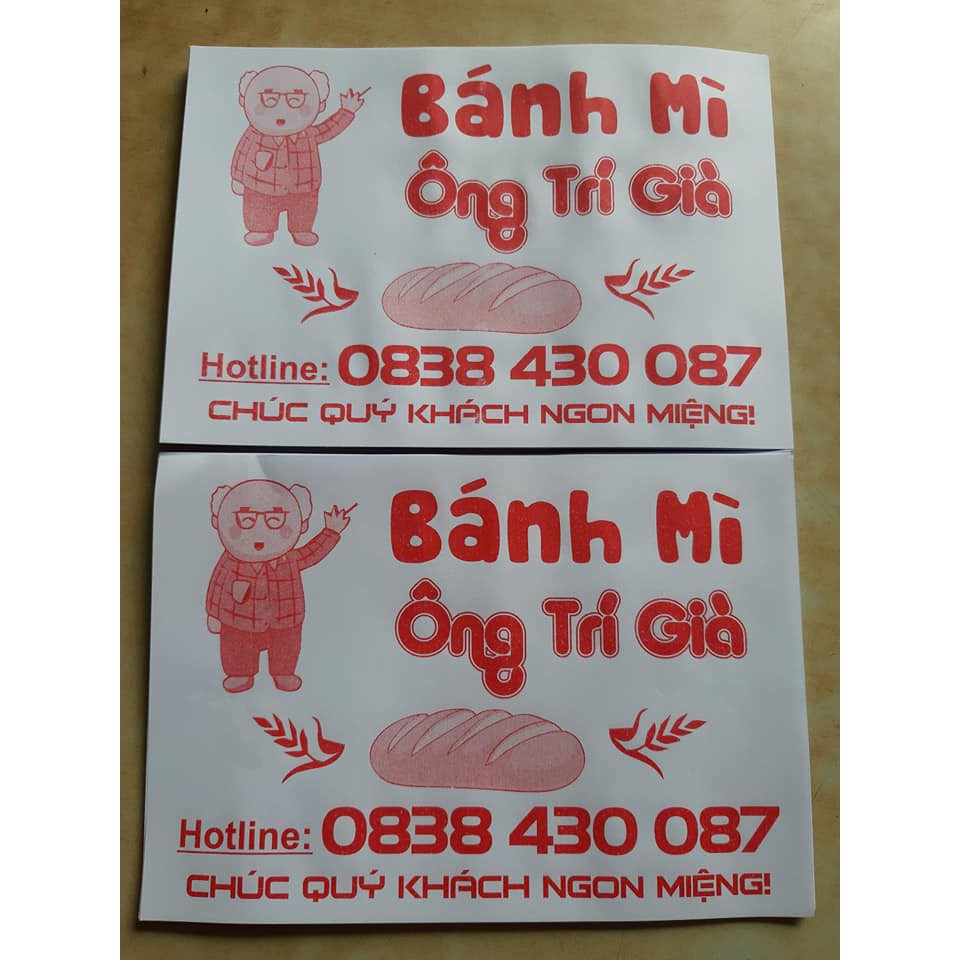 Bánh Mì
Ông Trí Già
Hotline: 0838 430 087
CHÚC QUÝ KHÁCH NGON MIỆNG!
Bánh Mì
Ông Trí Già
Hotline: 0838 430 087
CHÚC QUÝ KHÁCH NGON MIỆNG!